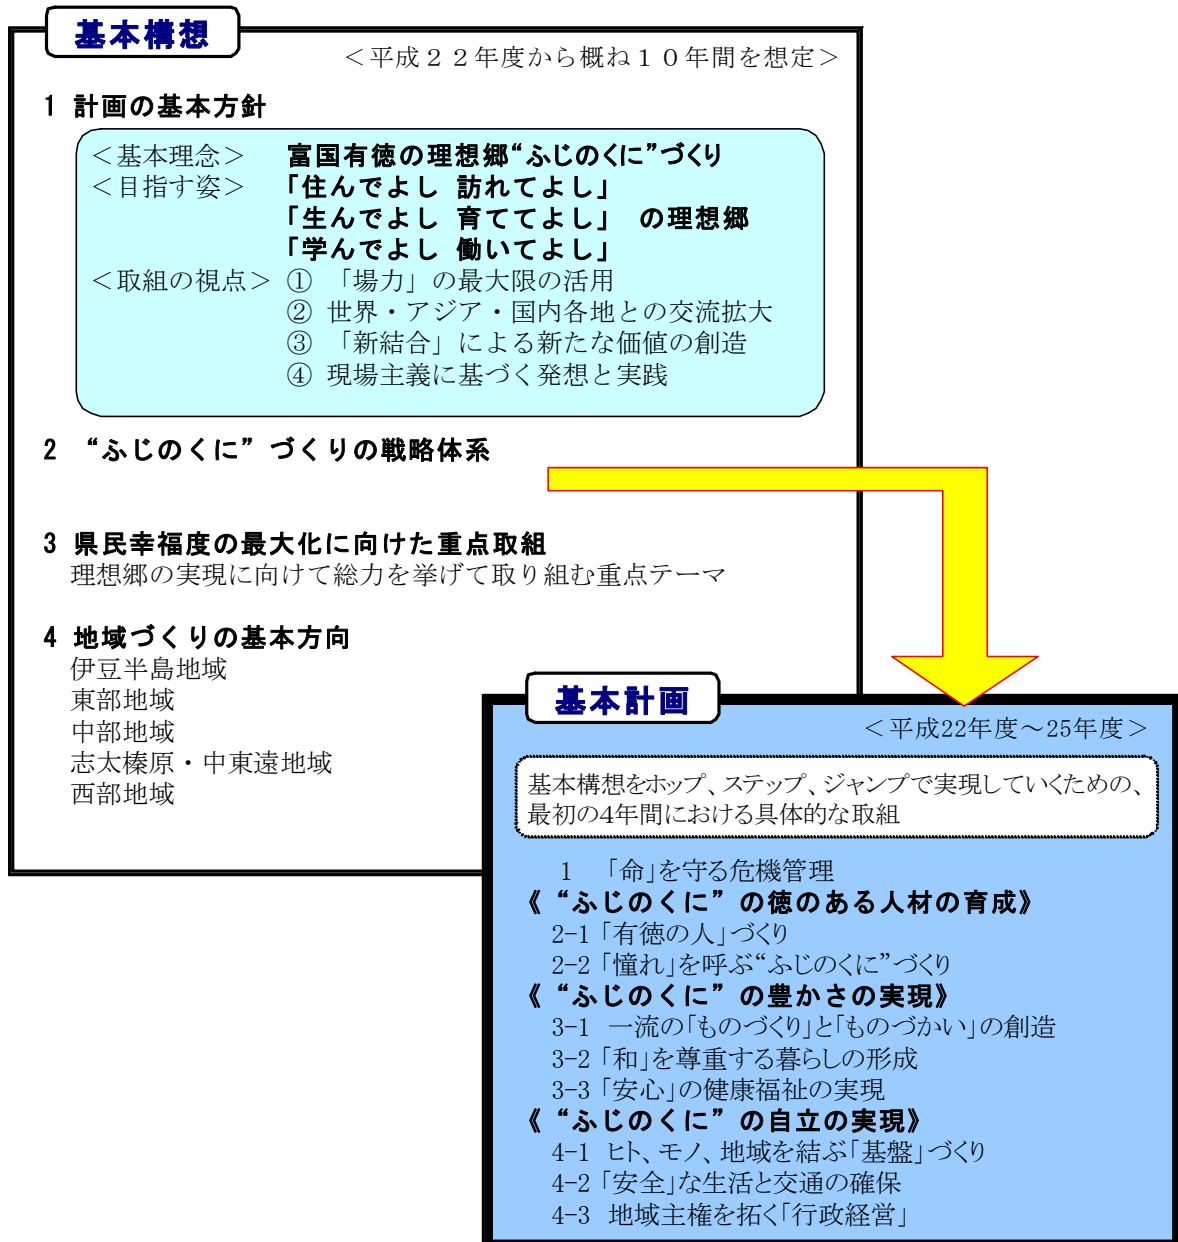 基本構想
＜平成２２年度から概ね１０年間を想定＞
1 計画の基本方針
＜基本理念＞ 富国有徳の理想郷“ふじのくに”づくり
＜目指す姿＞ 「住んでよし 訪れてよし」
「生んでよし 育ててよし」 の理想郷
「学んでよし 働いてよし」
＜取組の視点＞ ① 「場力」の最大限の活用
② 世界・アジア・国内各地との交流拡大
③ 「新結合」による新たな価値の創造
④ 現場主義に基づく発想と実践
2 “ふじのくに”づくりの戦略体系
3 県民幸福度の最大化に向けた重点取組
理想郷の実現に向けて総力を挙げて取り組む重点テーマ
4 地域づくりの基本方向
伊豆半島地域
東部地域
中部地域
志太榛原・中東遠地域
西部地域
基本計画
＜平成22年度～25年度＞
基本構想をホップ、ステップ、ジャンプで実現していくための、
最初の4年間における具体的な取組
1 「命」を守る危機管理
《“ふじのくに”の徳のある人材の育成》
2-1「有徳の人」づくり
2-2「憧れ」を呼ぶ“ふじのくに”づくり
《“ふじのくに”の豊かさの実現》
3-1 一流の「ものづくり」と「ものづかい」の創造
3-2「和」を尊重する暮らしの形成
3-3「安心」の健康福祉の実現
《“ふじのくに”の自立の実現》
4-1 ヒト、モノ、地域を結ぶ「基盤」づくり
4-2「安全」な生活と交通の確保
4-3 地域主権を拓く「行政経営」